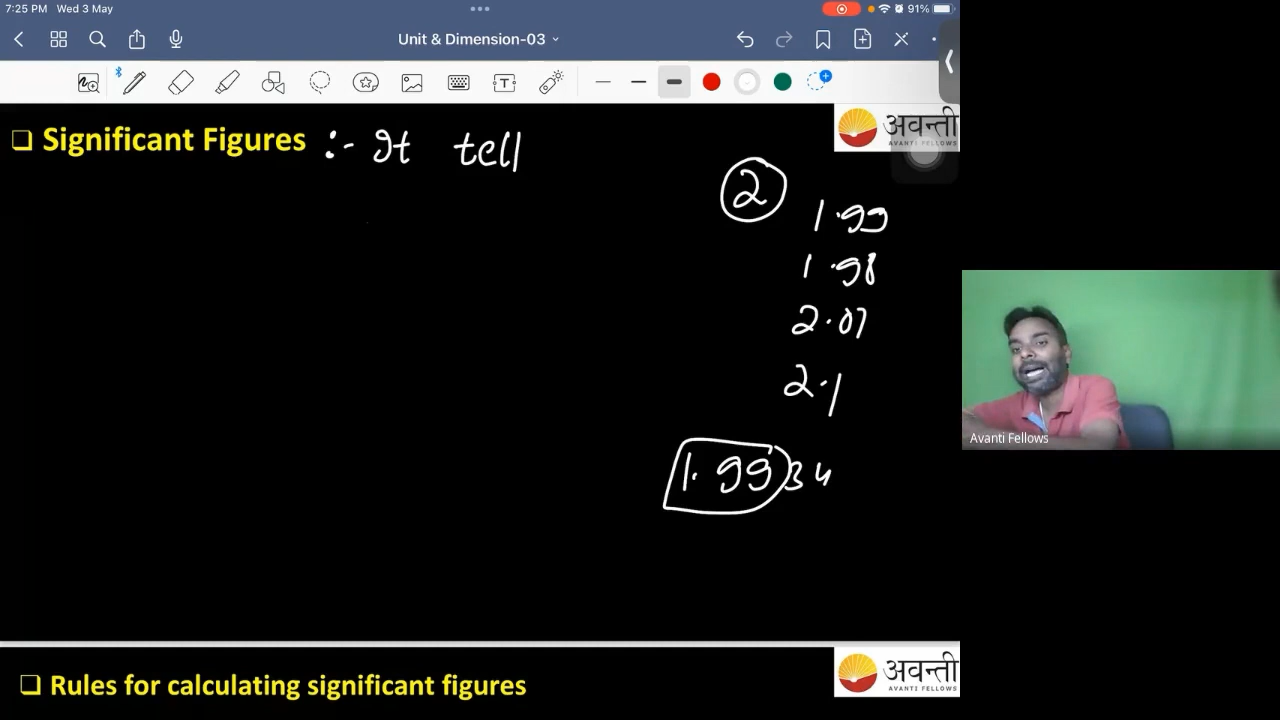 7:25 PM Wed 3 May
91%
Unit & Dimension-03
Significant Figures :- It tell
अवन्ती
AVANTI FELLOWS
2
1.99
1.98
2.01
2.1
1.9934
Avanti Fellows
Rules for calculating significant figures
अवन्ती
AVANTI FELLOWS